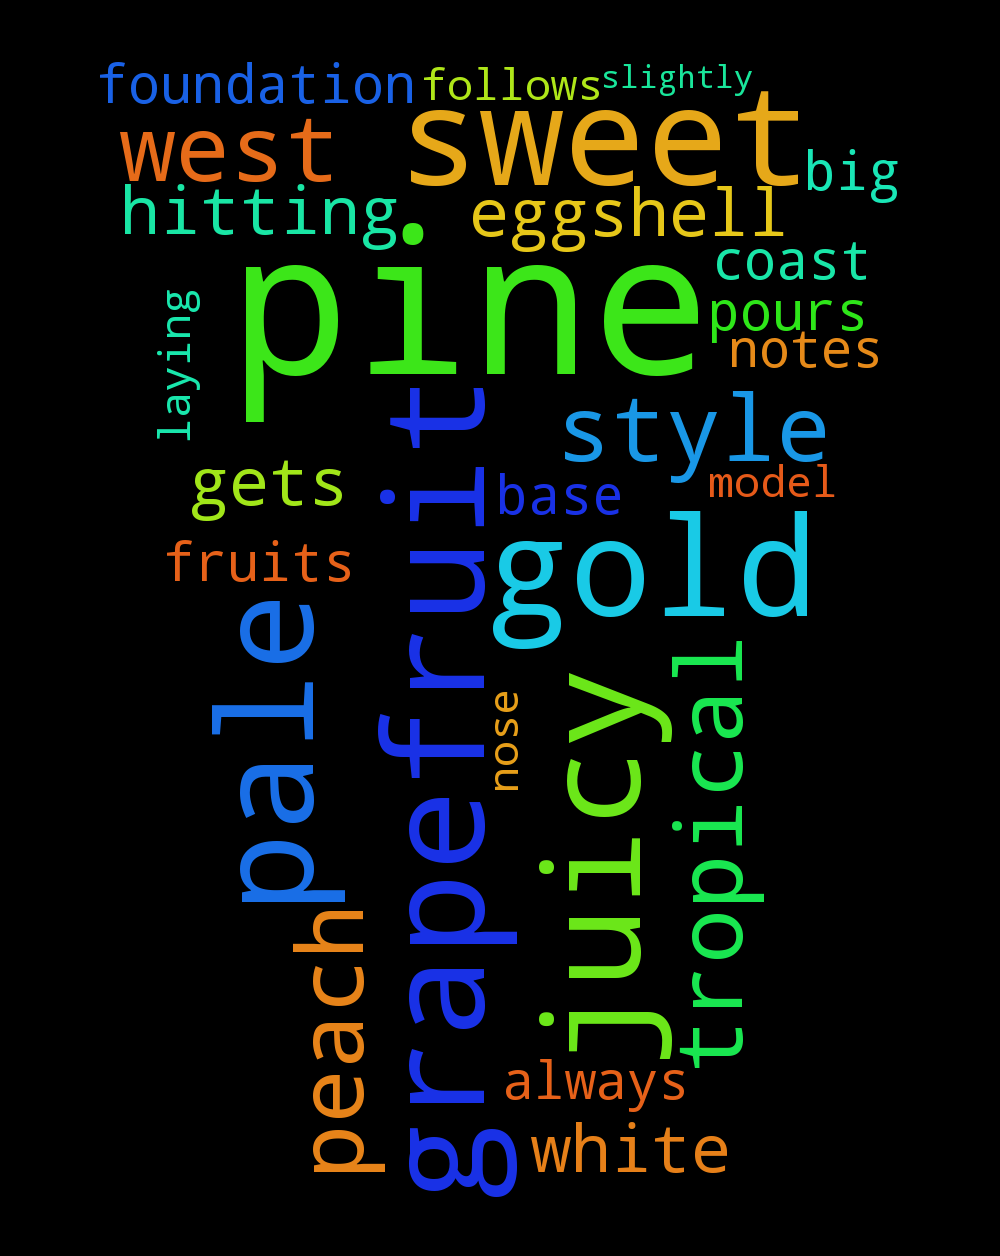 foundation
follows
slightly
west
sweet
big
hitting
eggshell
pine
coast
laying
pours
notes
grapefruit
style
gets
base
model
fruits
gold
pale
nose
juicy
tropical
peach
always
white